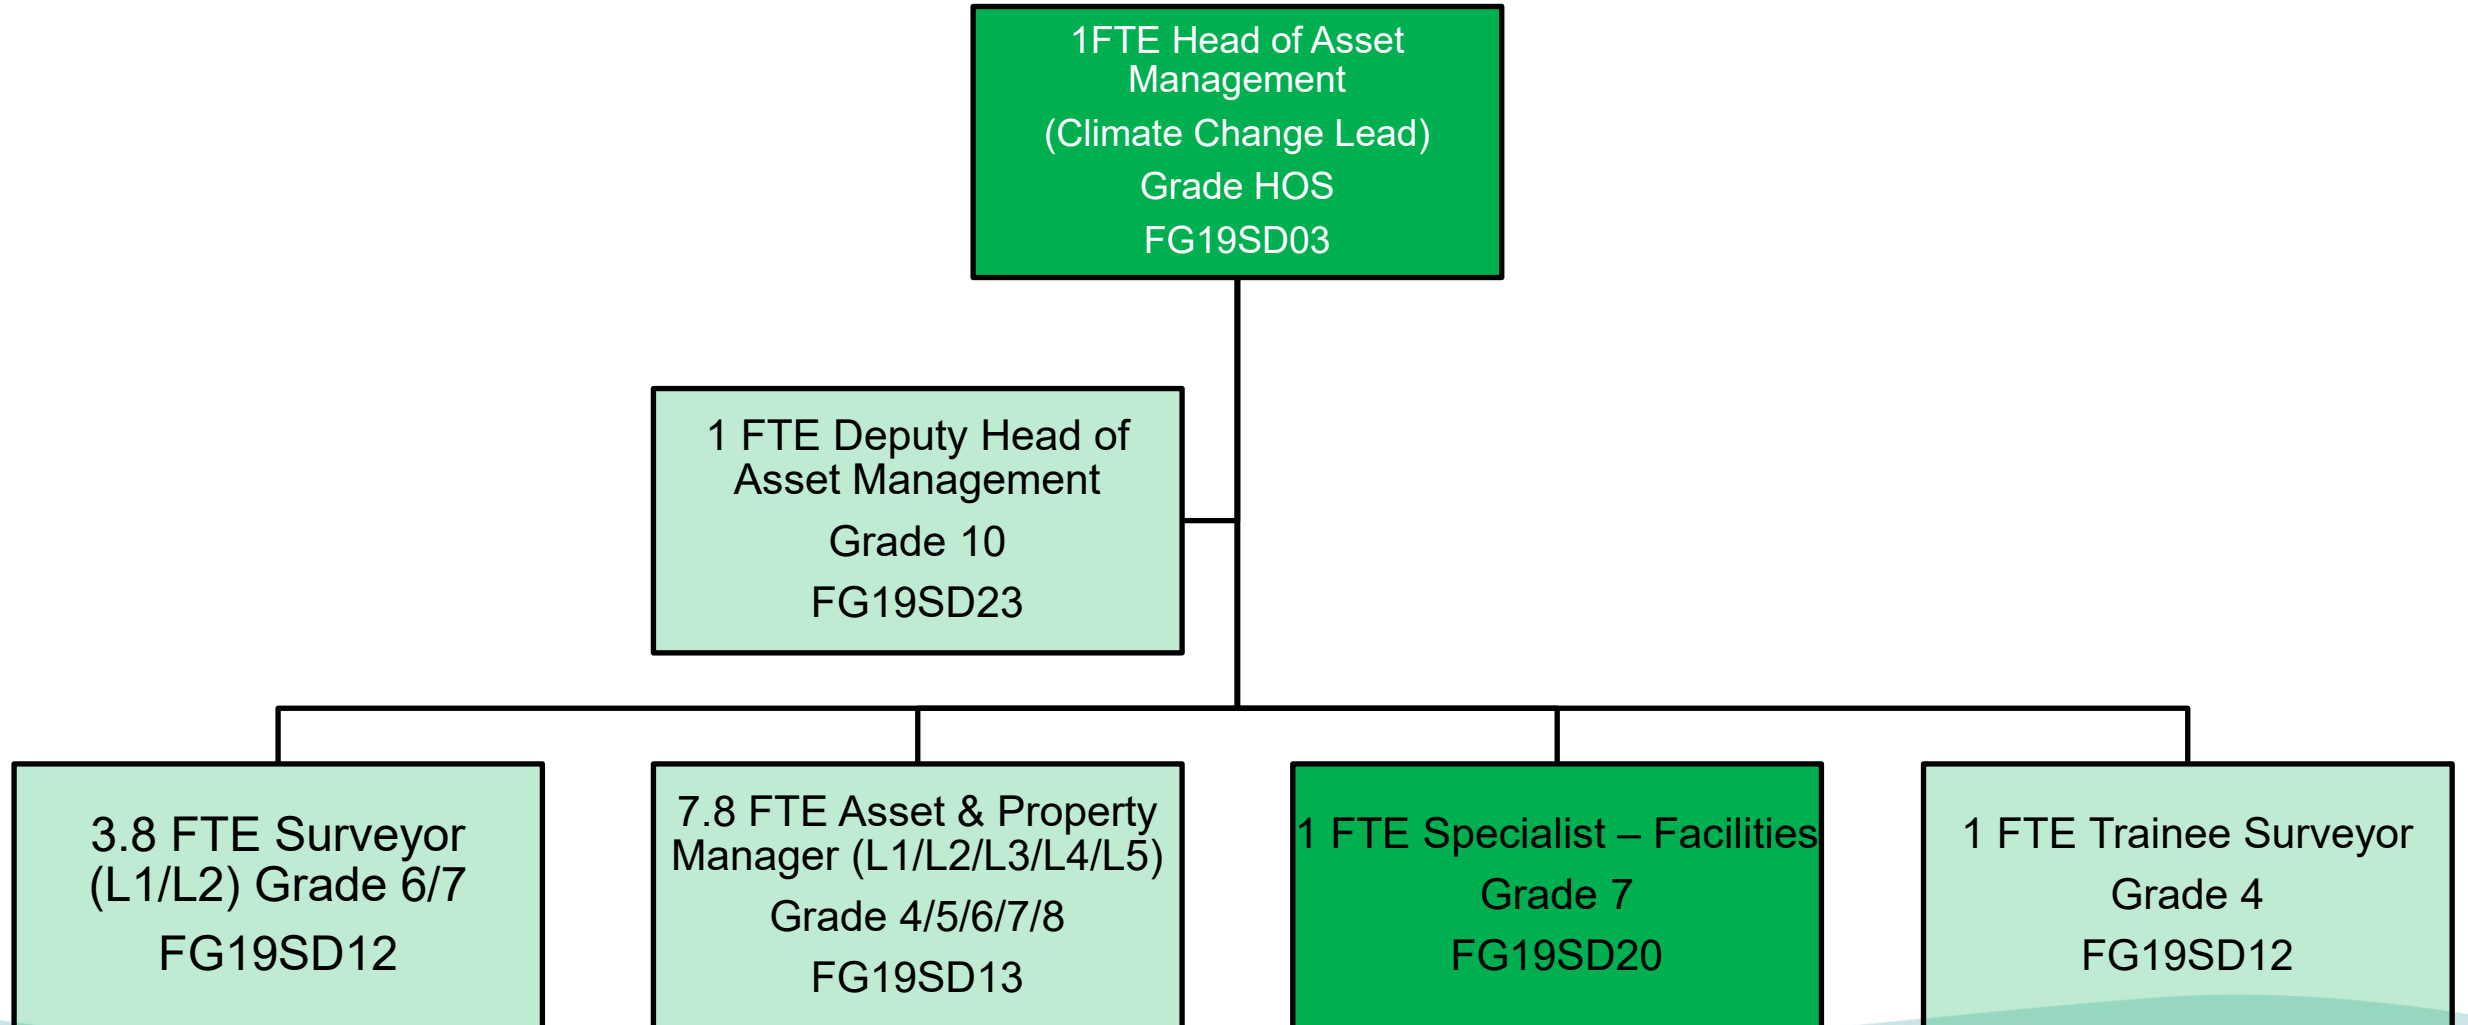 1FTE Head of Asset
Management
(Climate Change Lead)
Grade HOS
FG19SD03
1 FTE Deputy Head of
Asset Management
Grade 10
FG19SD23
3.8 FTE Surveyor
(L1/L2) Grade 6/7
FG19SD12
7.8 FTE Asset & Property
Manager (L1/L2/L3/L4/L5)
Grade 4/5/6/7/8
FG19SD13
1 FTE Specialist – Facilities
Grade 7
FG19SD20
1 FTE Trainee Surveyor
Grade 4
FG19SD12